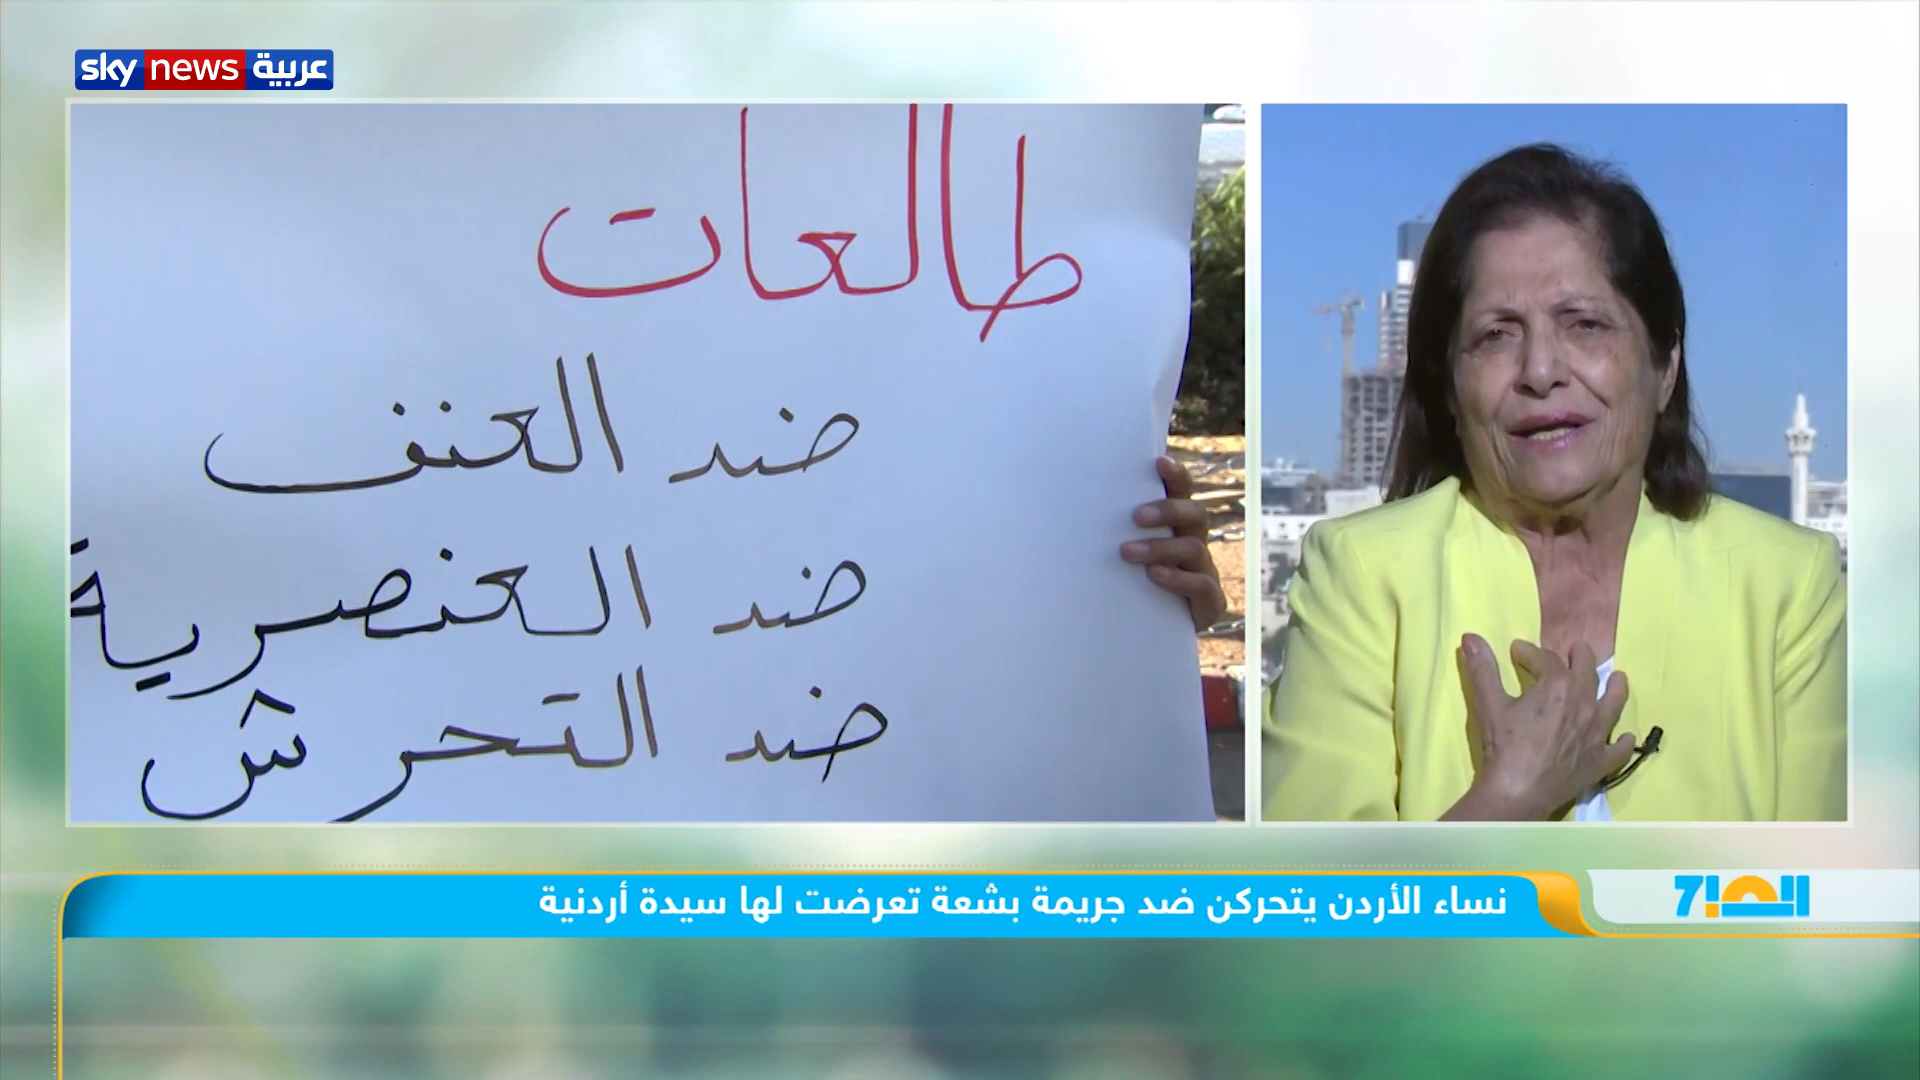 sky news عربية
طالعات
ضد العنف
ضد العنصرية
ضد التحرش
نساء الأردن يتحركن ضد جريمة بشعة تعرضت لها سيدة أردنية